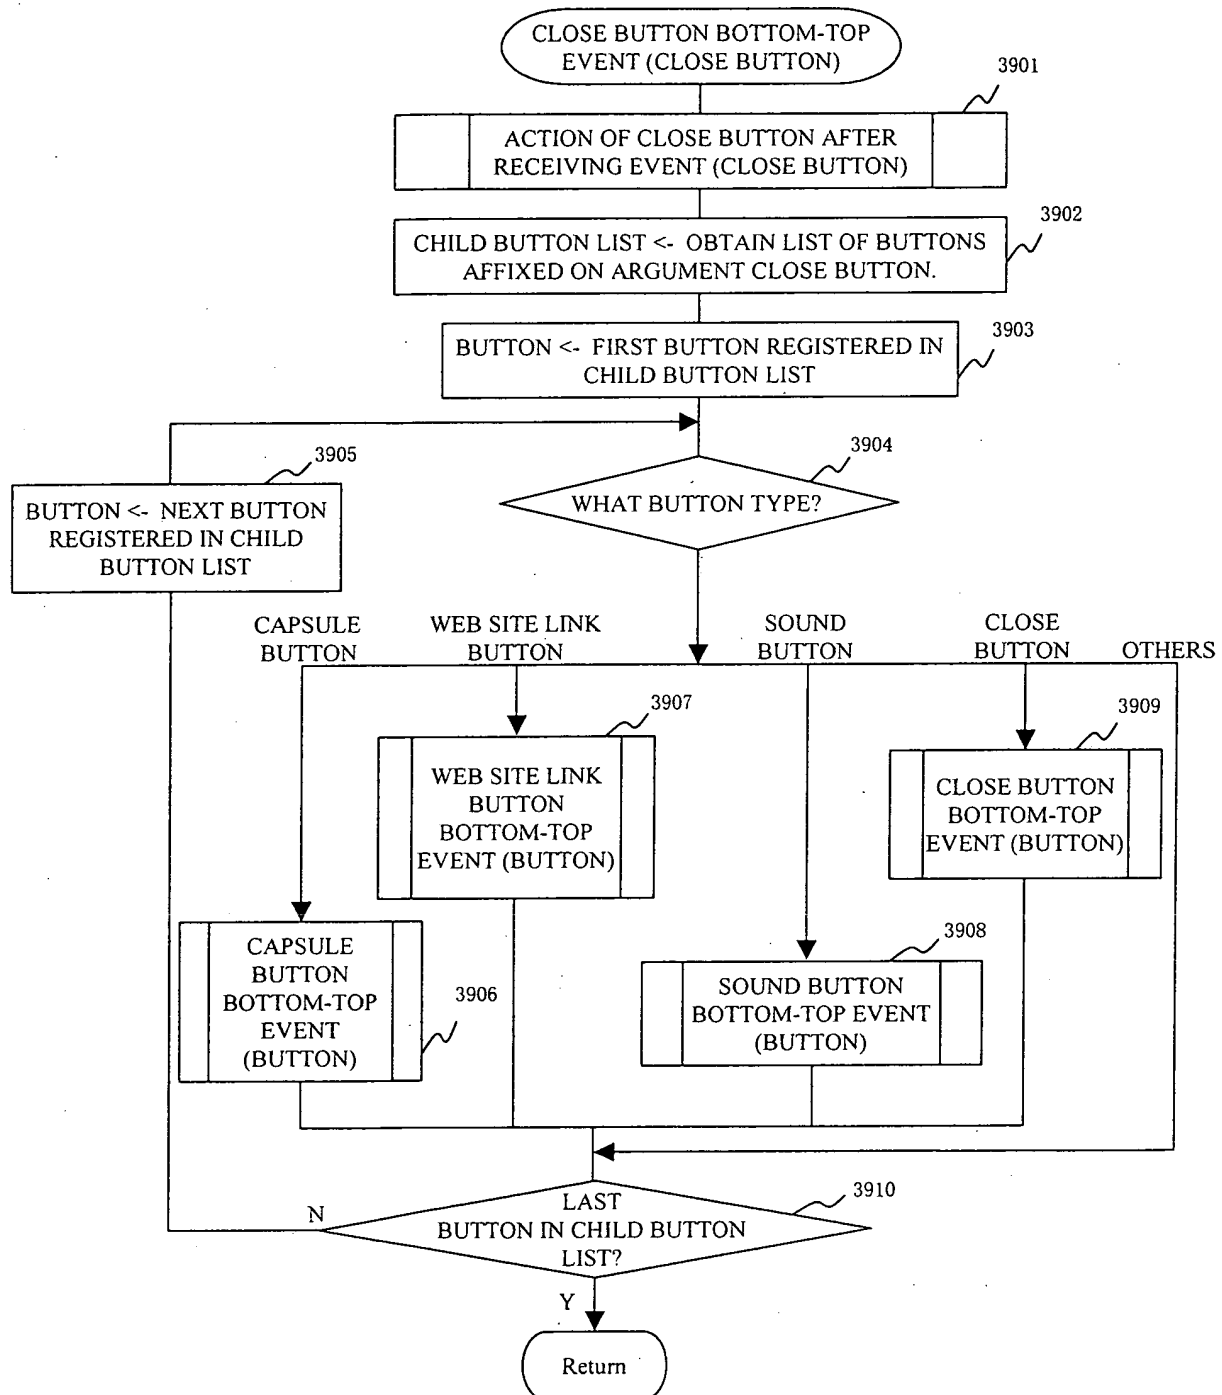 CLOSE BUTTON BOTTOM-TOP
EVENT (CLOSE BUTTON)
3901
ACTION OF CLOSE BUTTON AFTER
RECEIVING EVENT (CLOSE BUTTON)
3902
CHILD BUTTON LIST <- OBTAIN LIST OF BUTTONS
AFFIXED ON ARGUMENT CLOSE BUTTON.
3903
BUTTON <- FIRST BUTTON REGISTERED IN
CHILD BUTTON LIST
3904
WHAT BUTTON TYPE?
3905
BUTTON <- NEXT BUTTON
REGISTERED IN CHILD
BUTTON LIST
CAPSULE
BUTTON
WEB SITE LINK
BUTTON
SOUND
BUTTON
CLOSE
BUTTON
OTHERS
3907
WEB SITE LINK
BUTTON
BOTTOM-TOP
EVENT (BUTTON)
3909
CLOSE BUTTON
BOTTOM-TOP
EVENT (BUTTON)
CAPSULE
BUTTON
BOTTOM-TOP
EVENT
(BUTTON)
3906
3908
SOUND BUTTON
BOTTOM-TOP EVENT
(BUTTON)
3910
LAST
BUTTON IN CHILD BUTTON
LIST?
N
Y
Return